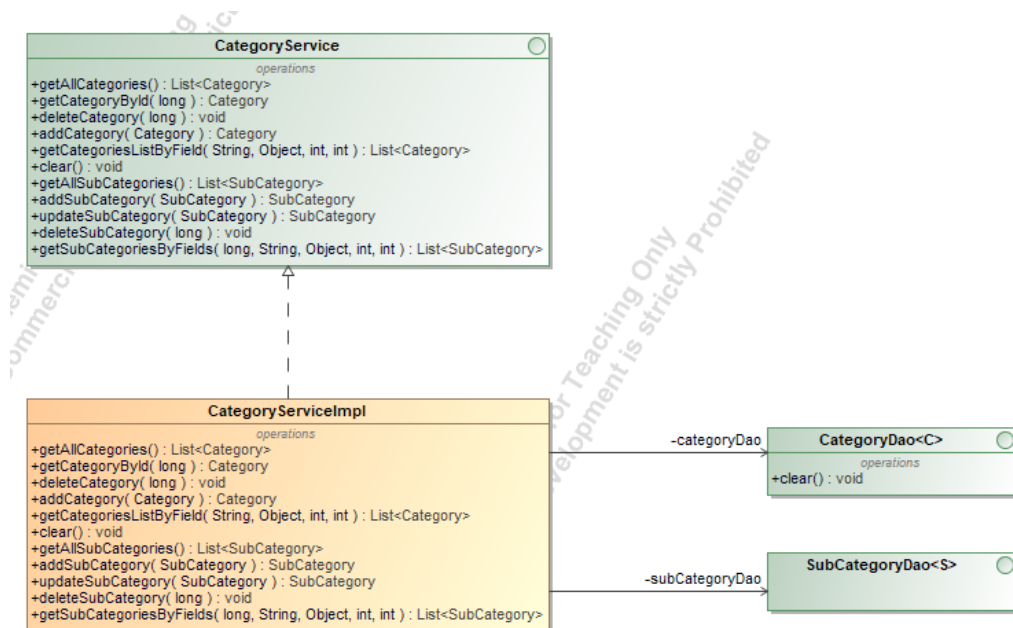 CategoryService
operations
+getAllCategories() : List<Category>
+getCategoryById( long ) : Category
+deleteCategory( long ) : void
+addCategory( Category ) : Category
+getCategoriesListByField( String, Object, int, int ) : List<Category>
+clear() : void
+getAllSubCategories() : List<SubCategory>
+addSubCategory( SubCategory ) : SubCategory
+updateSubCategory( SubCategory ) : SubCategory
+deleteSubCategory( long ) : void
+getSubCategoriesByFields( long, String, Object, int, int ) : List<SubCategory>
for Teaching Only
is strictly Prohibited
CategoryServiceImpl
operations
+getAllCategories() : List<Category>
+getCategoryById( long ) : Category
+deleteCategory( long ) : void
+addCategory( Category ) : Category
+getCategoriesListByField( String, Object, int, int ) : List<Category>
+clear() : void
+getAllSubCategories() : List<SubCategory>
+addSubCategory( SubCategory ) : SubCategory
+updateSubCategory( SubCategory ) : SubCategory
+deleteSubCategory( long ) : void
+getSubCategoriesByFields( long, String, Object, int, int ) : List<SubCategory>
-categoryDao
CategoryDao<C>
operations
+clear() : void
-subCategoryDao
SubCategoryDao<S>